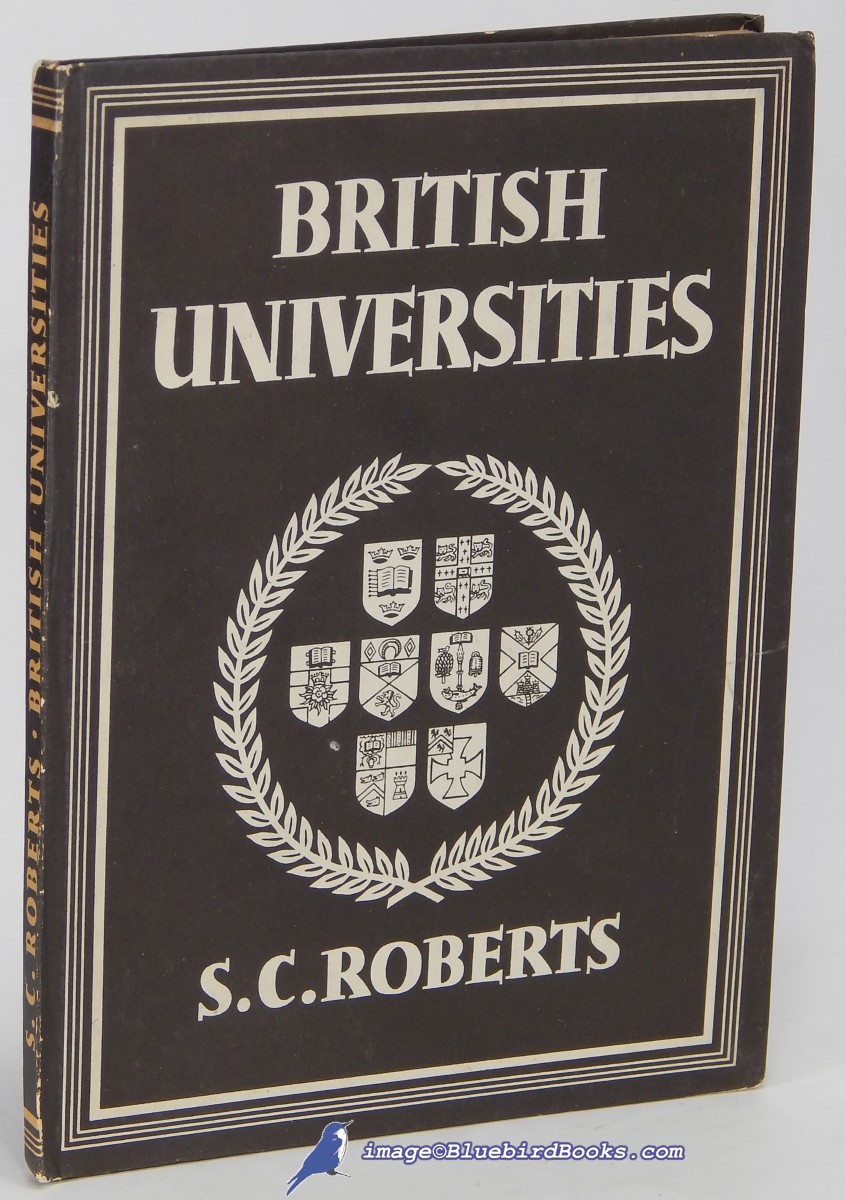 BRITISH
UNIVERSITIES
S.C. ROBERTS
S. C. ROBERTS · BRITISH UNIVERSITIES
image©BluebirdBooks.com